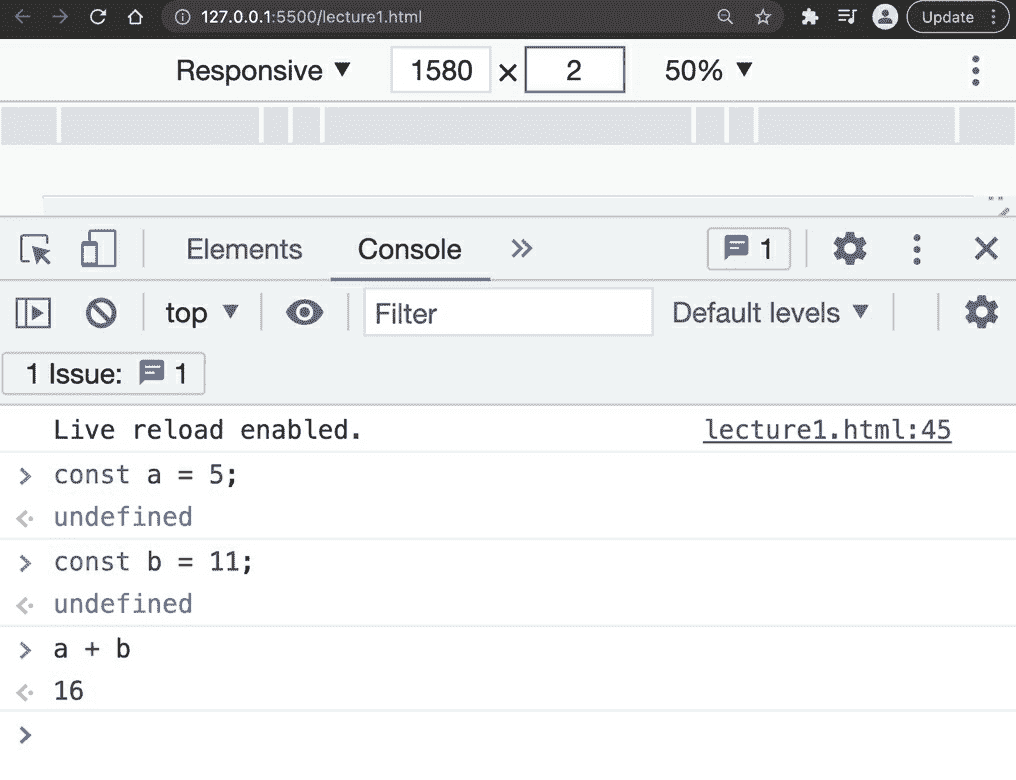 127.0.0.1:5500/lecture1.html Update
Responsive 1580 × 2 50%
Elements Console » 1
top Filter Default levels
1 Issue: 1
Live reload enabled. lecture1.html:45
> const a = 5;
undefined
> const b = 11;
undefined
> a + b
16
>